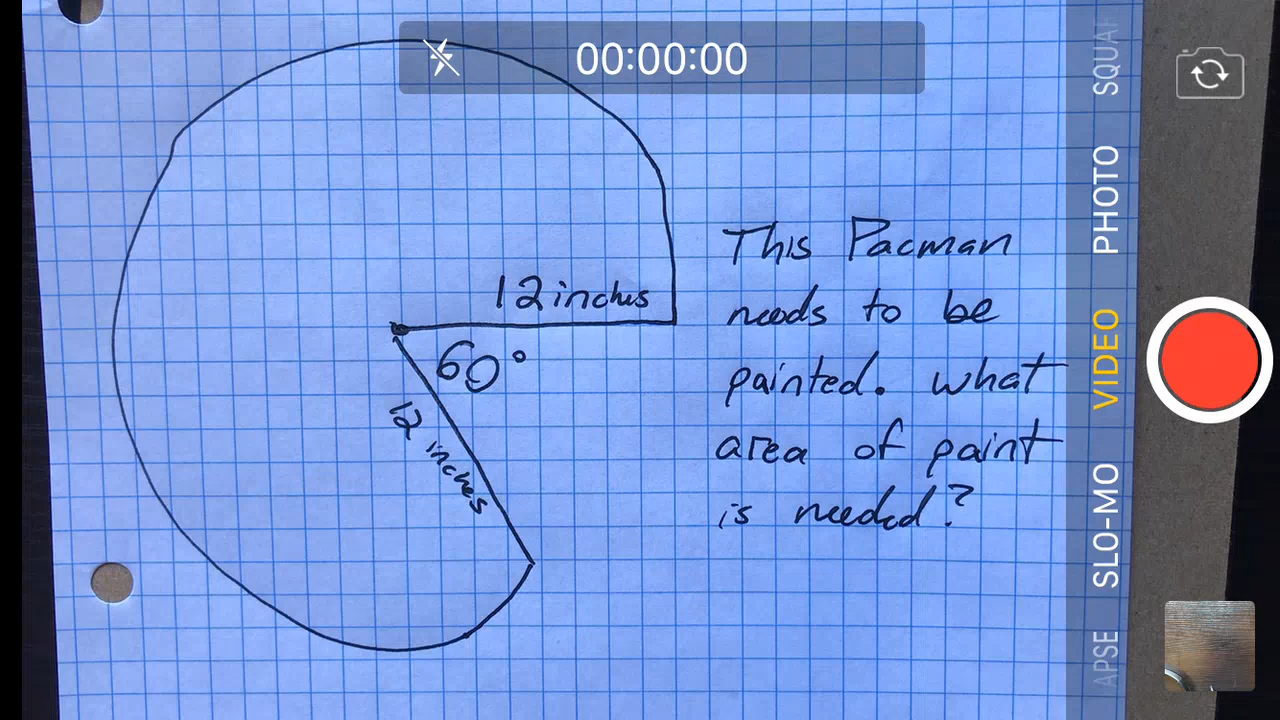 00:00:00
SQUAR
PHOTO
VIDEO
SLO-MO
APSE
12 inches
60°
12 inches
This Pacman
needs to be
painted. What
area of paint
is needed?